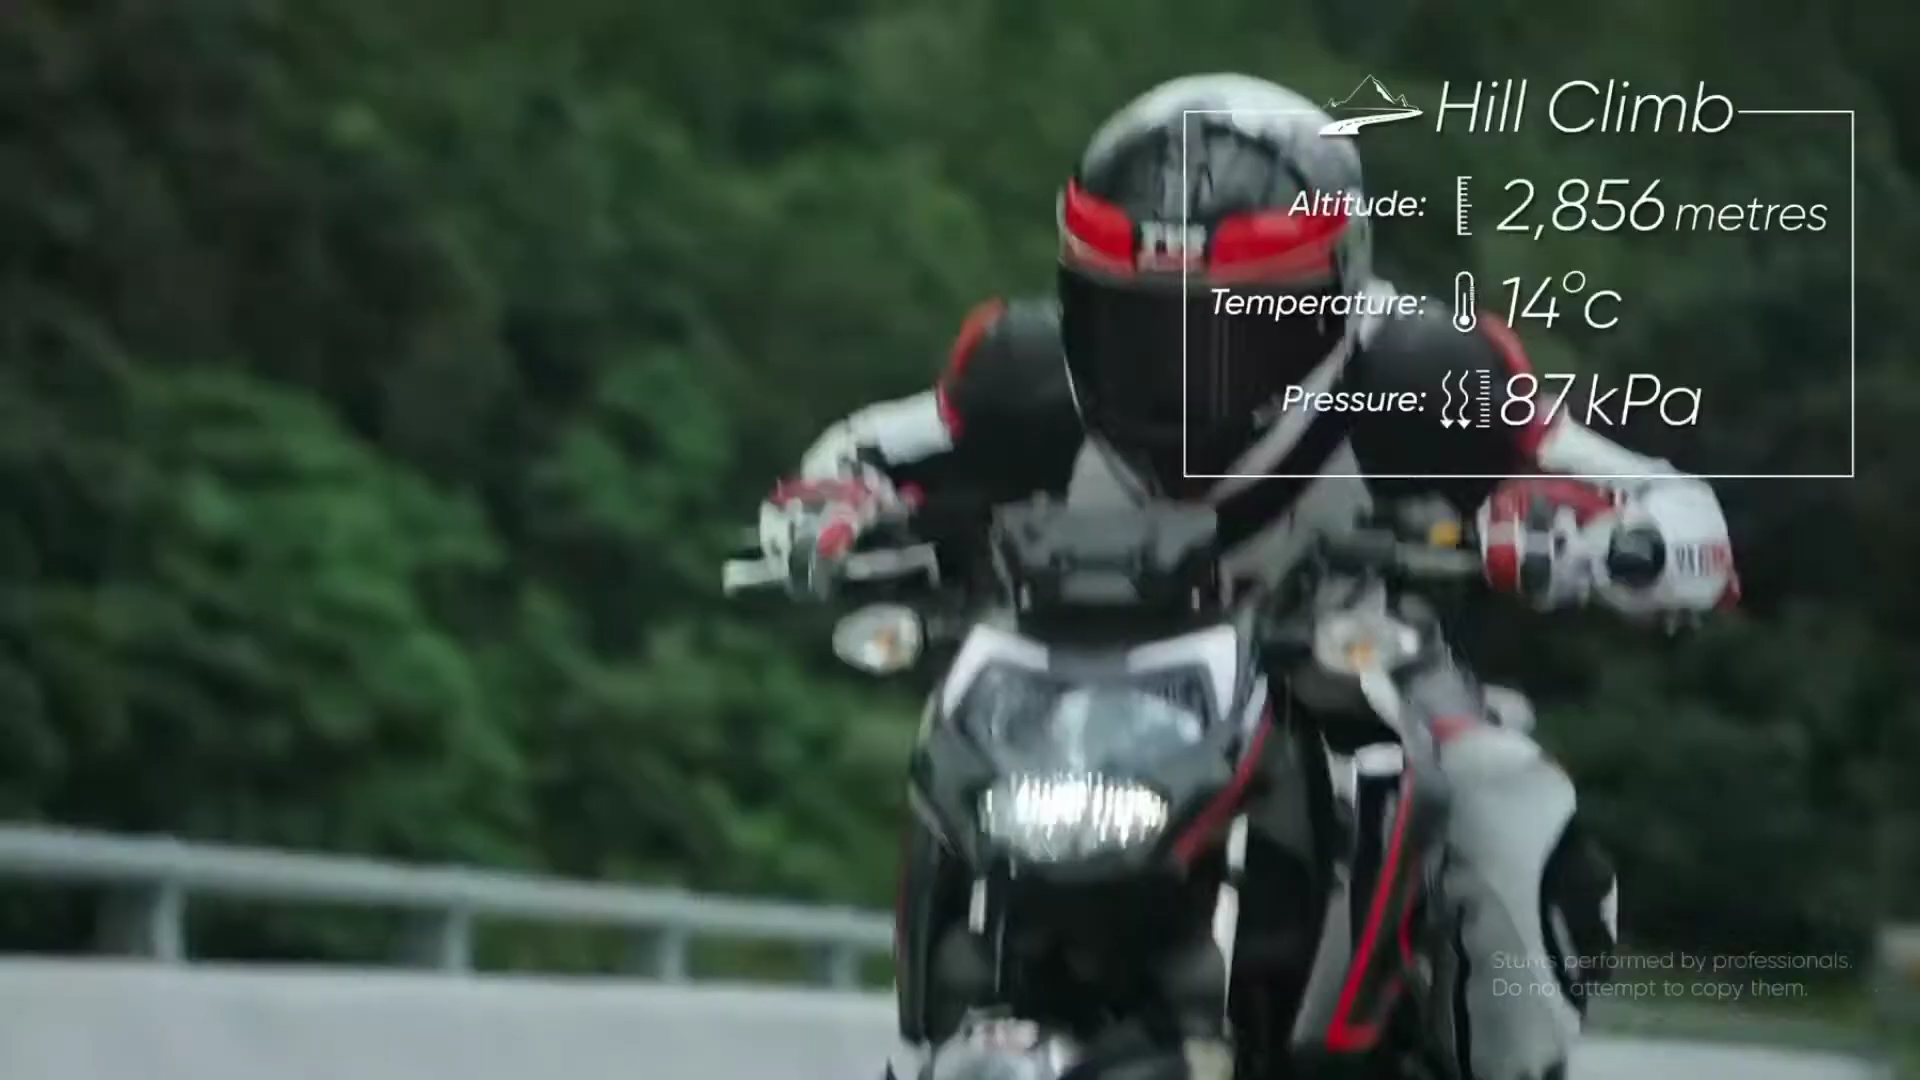 Hill Climb
Altitude: 2,856 metres
Temperature: 14°c
Pressure: 87 kPa
Stunts performed by professionals.
Do not attempt to copy them.